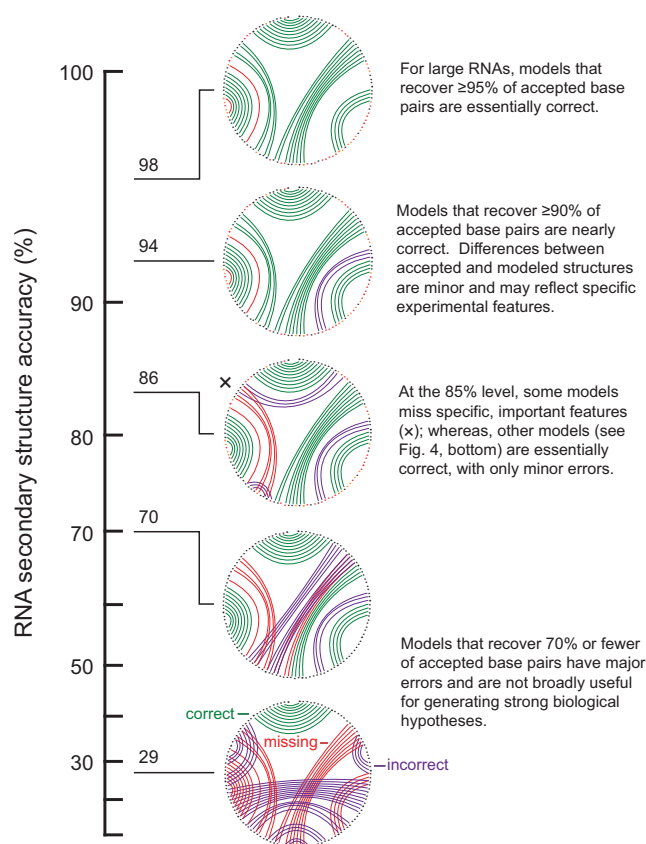 RNA secondary structure accuracy (%)
100
98
For large RNAs, models that
recover ≥95% of accepted base
pairs are essentially correct.
94
90
Models that recover ≥90% of
accepted base pairs are nearly
correct. Differences between
accepted and modeled structures
are minor and may reflect specific
experimental features.
86
×
80
At the 85% level, some models
miss specific, important features
(×); whereas, other models (see
Fig. 4, bottom) are essentially
correct, with only minor errors.
70
70
50
Models that recover 70% or fewer
of accepted base pairs have major
errors and are not broadly useful
for generating strong biological
hypotheses.
correct
missing
incorrect
30
29